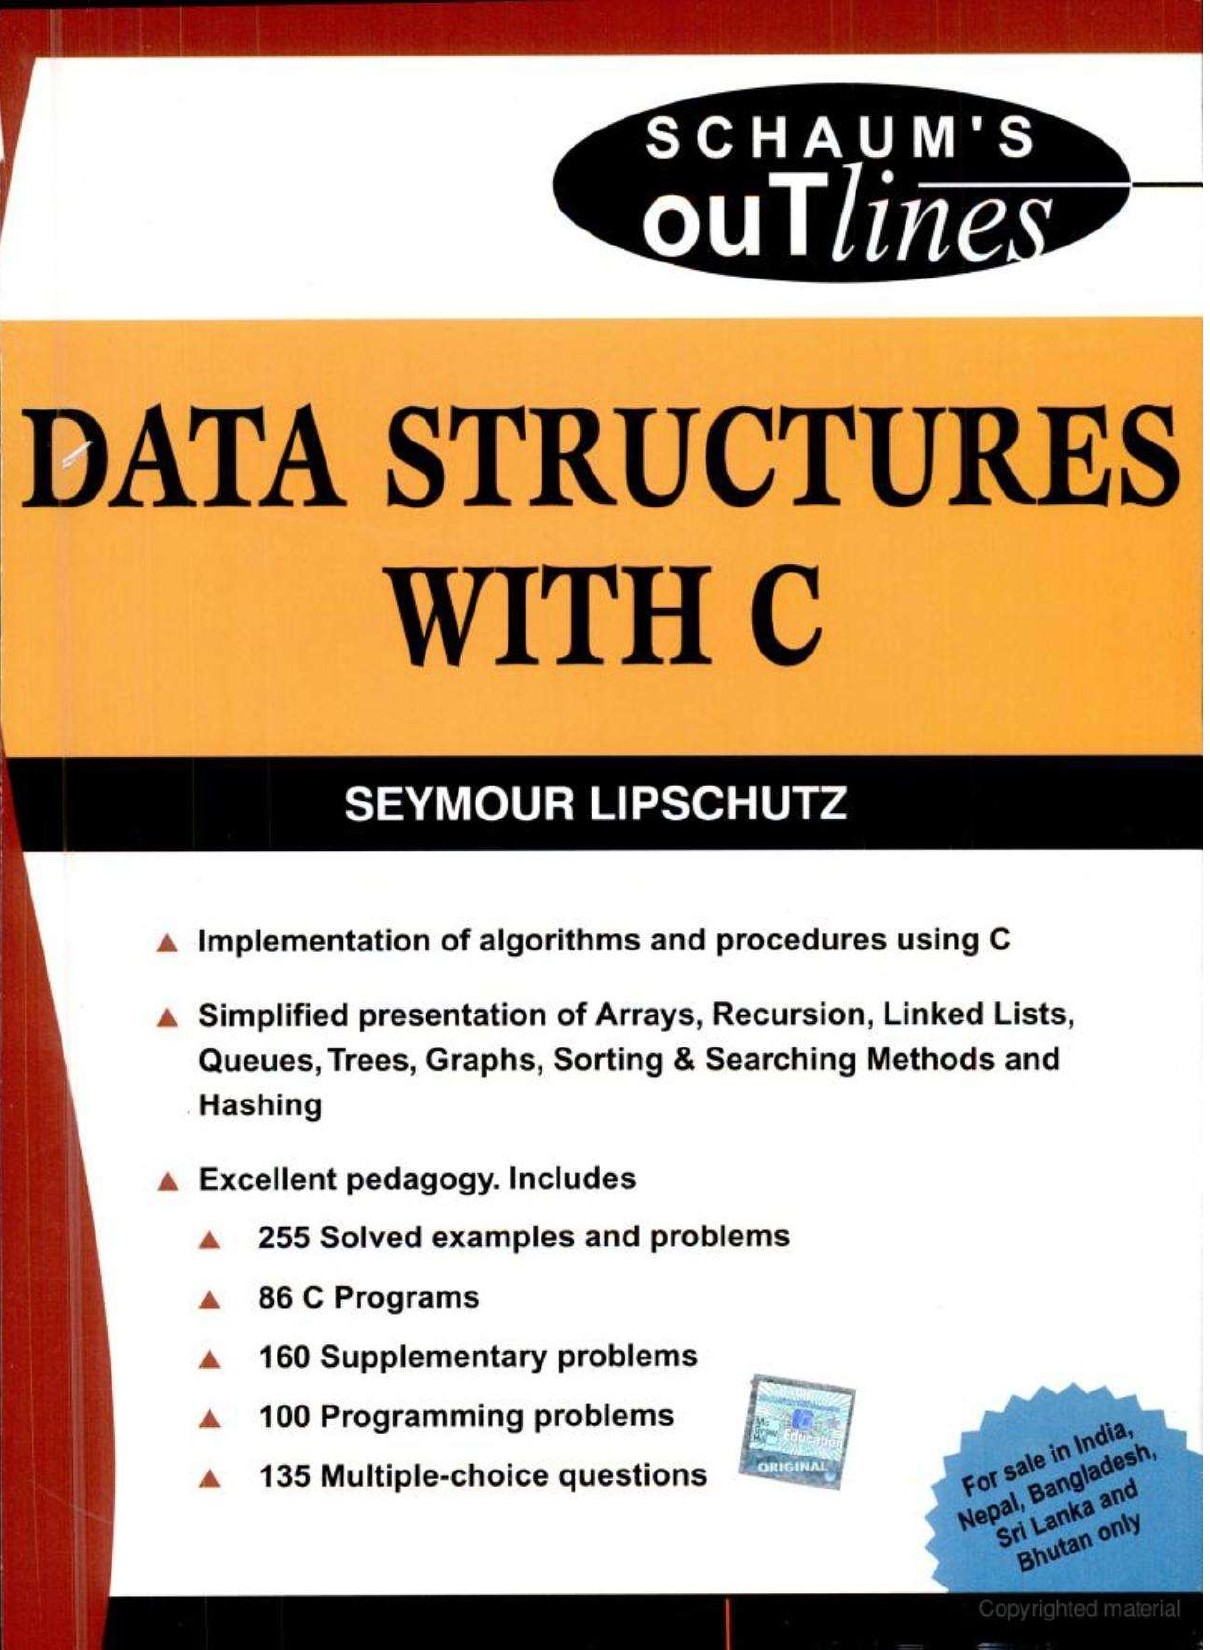 SCHAUM'S
ouTlines
DATA STRUCTURES
WITH C
SEYMOUR LIPSCHUTZ
Implementation of algorithms and procedures using C
Simplified presentation of Arrays, Recursion, Linked Lists,
Queues, Trees, Graphs, Sorting & Searching Methods and
Hashing
Excellent pedagogy. Includes
255 Solved examples and problems
86 C Programs
160 Supplementary problems
100 Programming problems
135 Multiple-choice questions
Education
ORIGINAL
For sale in India,
Nepal, Bangladesh,
Sri Lanka and
Bhutan only
Copyrighted material